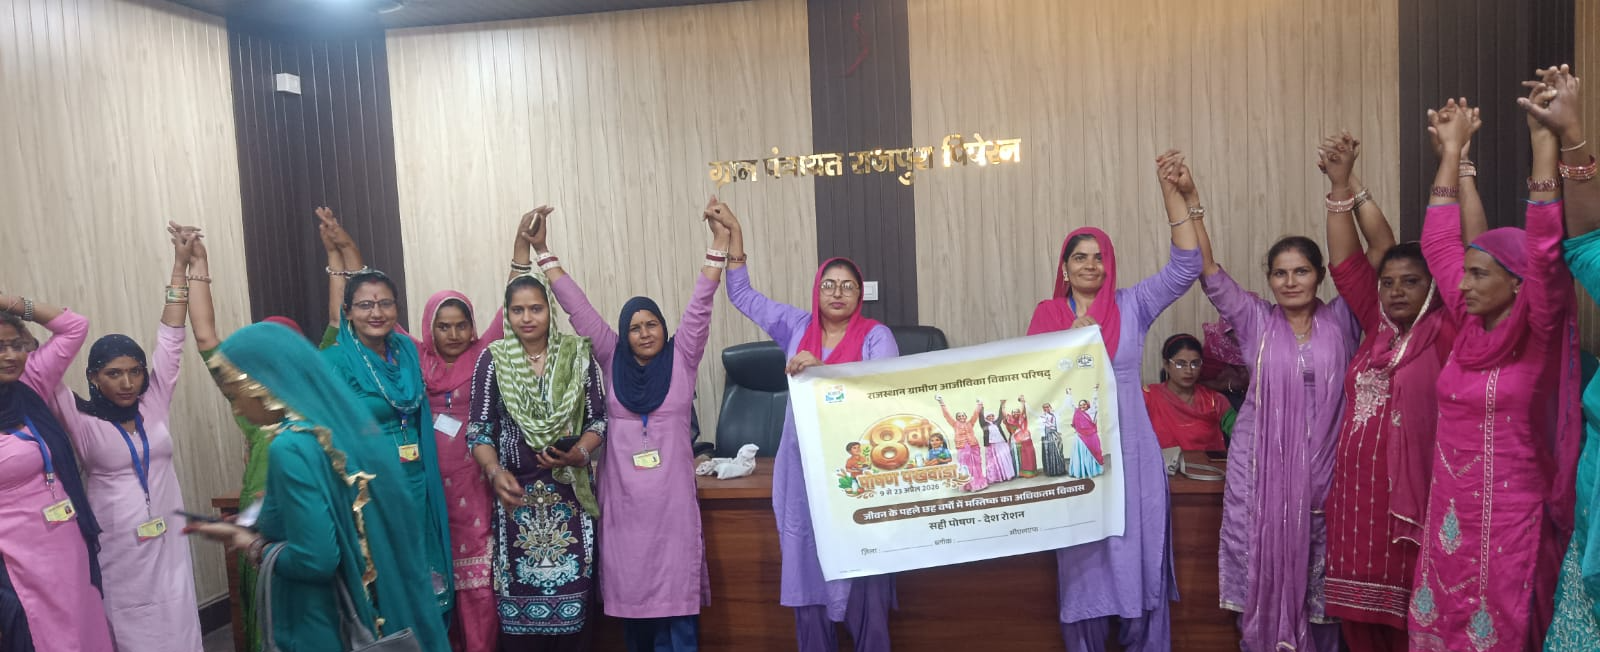 ग्राम पंचायत राजपुरा पिपेरन
राजस्थान ग्रामीण आजीविका विकास परिषद्
8वां
पोषण पखवाड़ा
9 से 23 अप्रैल 2026
जीवन के पहले छह वर्षों में मस्तिष्क का अधिकतम विकास
सही पोषण - देश रोशन
ज़िला : ब्लॉक : सीएलएफ :